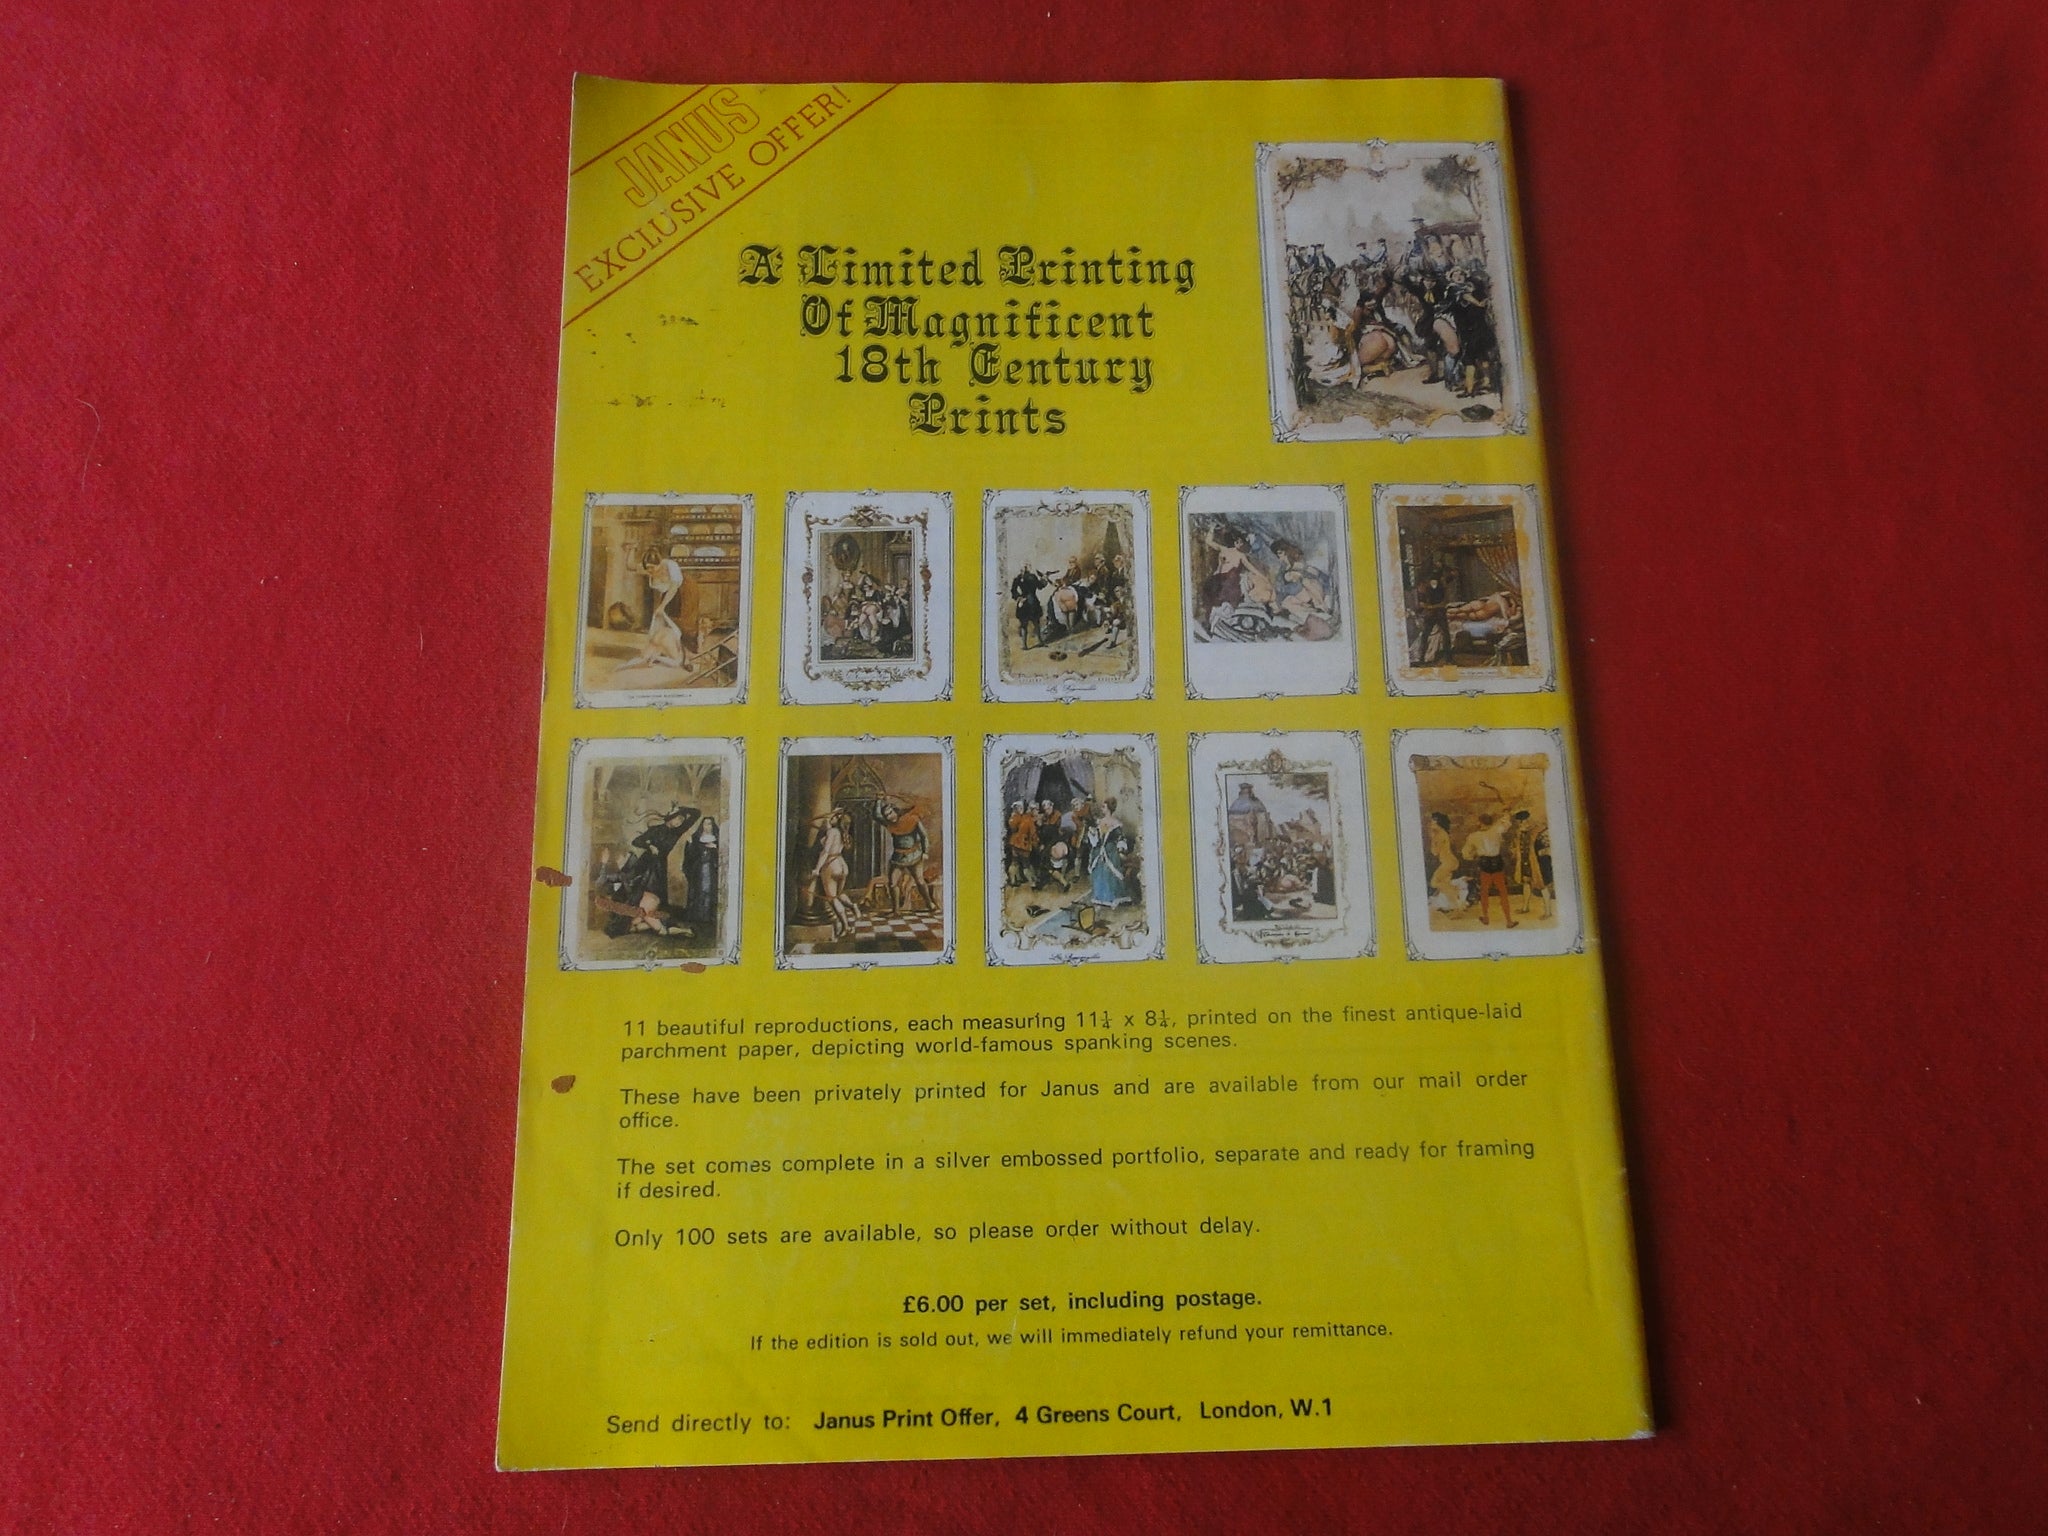 JANUS
EXCLUSIVE OFFER!
A Limited Printing
Of Magnificent
18th Century
Prints
11 beautiful reproductions, each measuring 11¼ x 8¼, printed on the finest antique-laid
parchment paper, depicting world-famous spanking scenes.
These have been privately printed for Janus and are available from our mail order
office.
The set comes complete in a silver embossed portfolio, separate and ready for framing
if desired.
Only 100 sets are available, so please order without delay.
£6.00 per set, including postage.
If the edition is sold out, we will immediately refund your remittance.
Send directly to: Janus Print Offer, 4 Greens Court, London, W.1